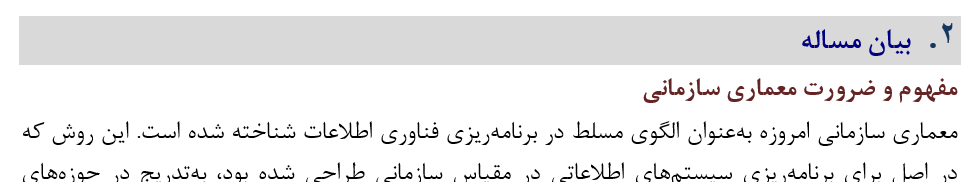 ۲. بیان مساله
مفهوم و ضرورت معماری سازمانی
معماری سازمانی امروزه به‌عنوان الگوی مسلط در برنامه‌ریزی فناوری اطلاعات شناخته شده است. این روش که
در اصل برای برنامه‌ریزی سیستم‌های اطلاعاتی در مقیاس سازمانی طراحی شده بود، به‌تدریج در حوزه‌های